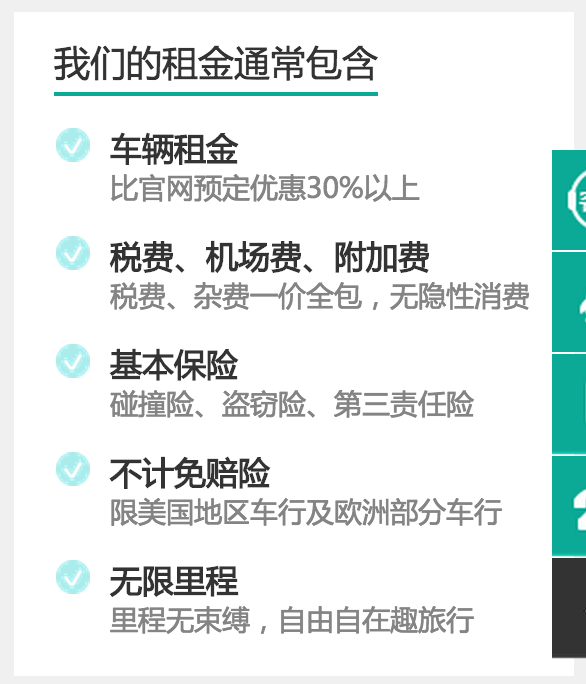 我们的租金通常包含
车辆租金
比官网预定优惠30%以上
税费、机场费、附加费
税费、杂费一价全包，无隐性消费
基本保险
碰撞险、盗窃险、第三责任险
不计免赔险
限美国地区车行及欧洲部分车行
无限里程
里程无束缚，自由自在趣旅行